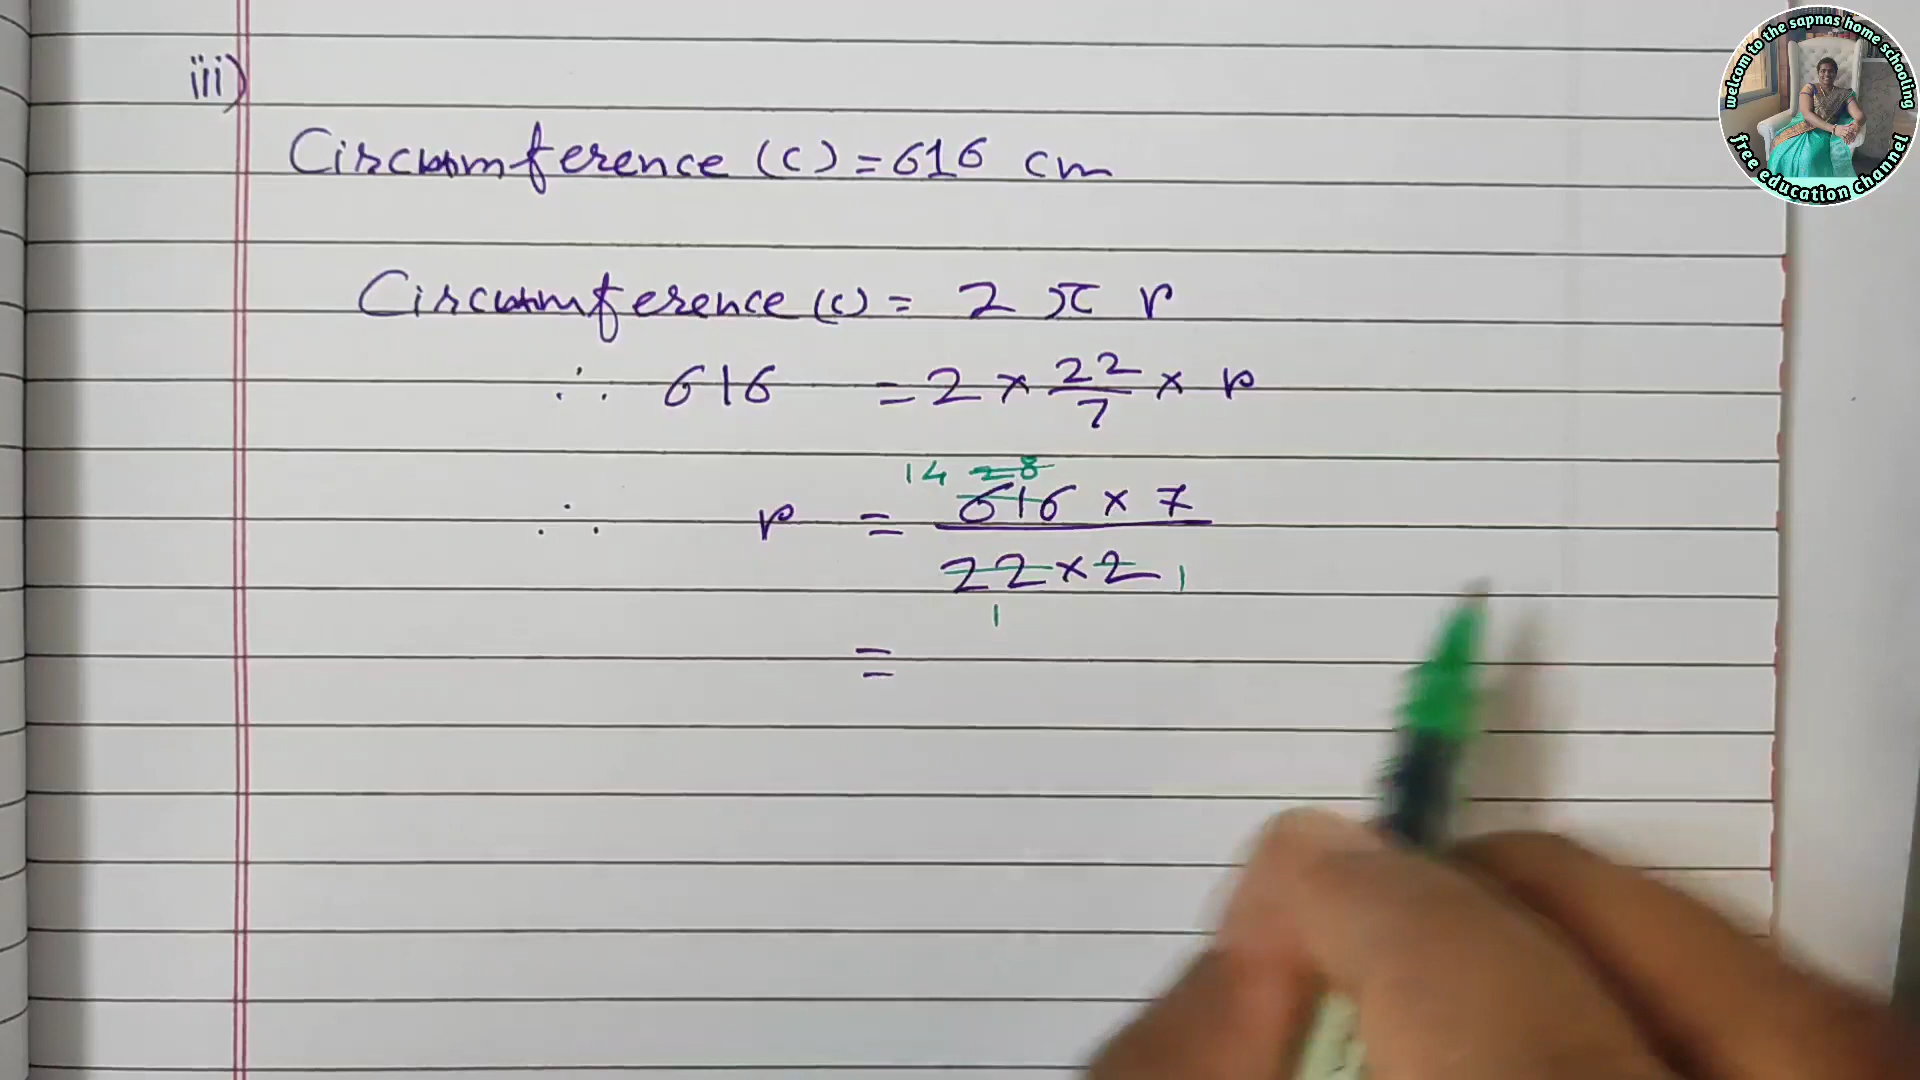 iii)
Circumference (c) = 616 cm
Circumference (c) = 2 π r
∴ 616 = 2 × 22/7 × r
14 28
∴ r = 616 × 7
22 × 2 1
1
=
welcom to the sapnas home schooling
free education channel